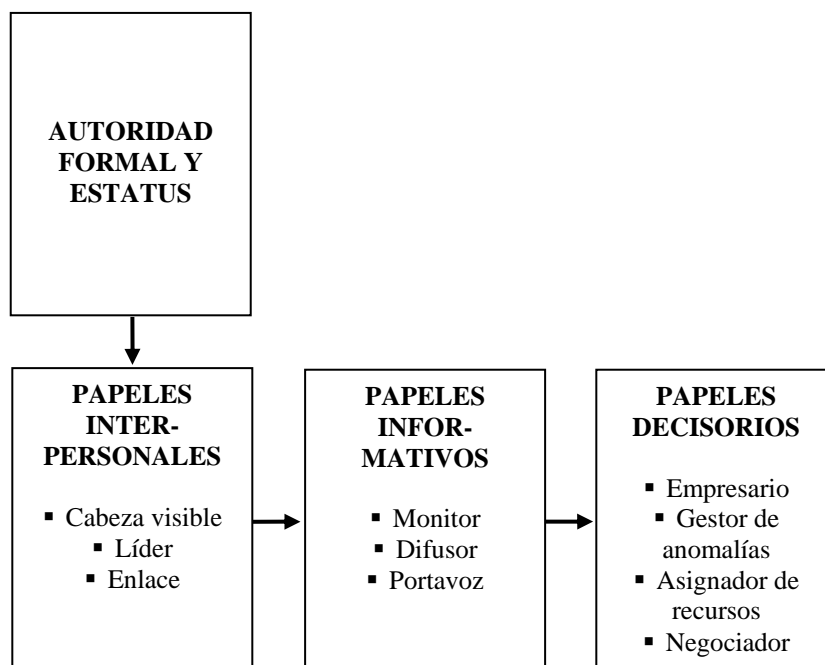 AUTORIDAD
FORMAL Y
ESTATUS
PAPELES
INTER-
PERSONALES
▪ Cabeza visible
▪ Líder
▪ Enlace
PAPELES
INFOR-
MATIVOS
▪ Monitor
▪ Difusor
▪ Portavoz
PAPELES
DECISORIOS
▪ Empresario
▪ Gestor de
anomalías
▪ Asignador de
recursos
▪ Negociador